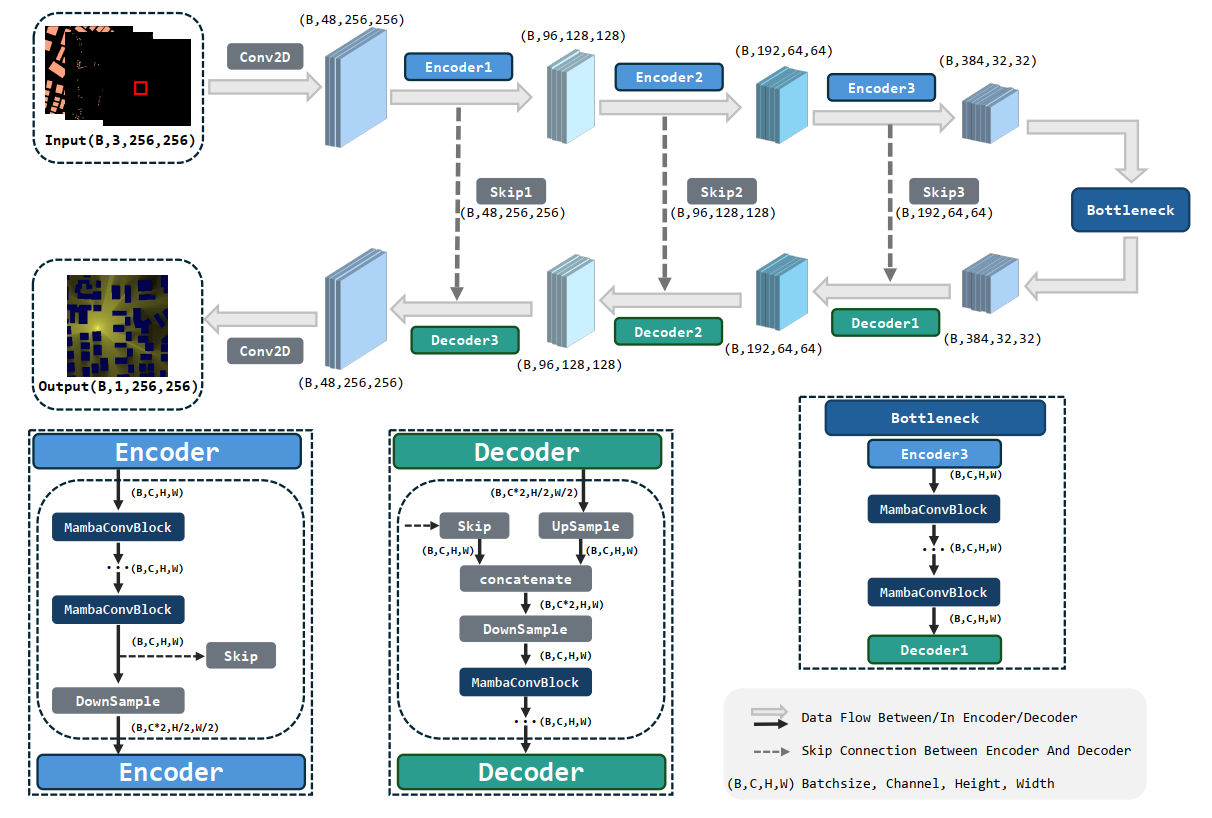 (B,48,256,256)
(B,96,128,128)
(B,192,64,64)
(B,384,32,32)
Conv2D
Encoder1
Encoder2
Encoder3
Input(B,3,256,256)
Skip1
(B,48,256,256)
Skip2
(B,96,128,128)
Skip3
(B,192,64,64)
Bottleneck
Output(B,1,256,256)
Conv2D
Decoder3
Decoder2
Decoder1
(B,48,256,256)
(B,96,128,128)
(B,192,64,64)
(B,384,32,32)
Encoder
(B,C,H,W)
MambaConvBlock
···(B,C,H,W)
MambaConvBlock
(B,C,H,W)
Skip
DownSample
(B,C*2,H/2,W/2)
Encoder
Decoder
(B,C*2,H/2,W/2)
Skip
UpSample
(B,C,H,W)
(B,C,H,W)
concatenate
(B,C*2,H,W)
DownSample
(B,C,H,W)
MambaConvBlock
···(B,C,H,W)
Decoder
Bottleneck
Encoder3
(B,C,H,W)
MambaConvBlock
···(B,C,H,W)
MambaConvBlock
(B,C,H,W)
Decoder1
Data Flow Between/In Encoder/Decoder
Skip Connection Between Encoder And Decoder
(B,C,H,W) Batchsize, Channel, Height, Width